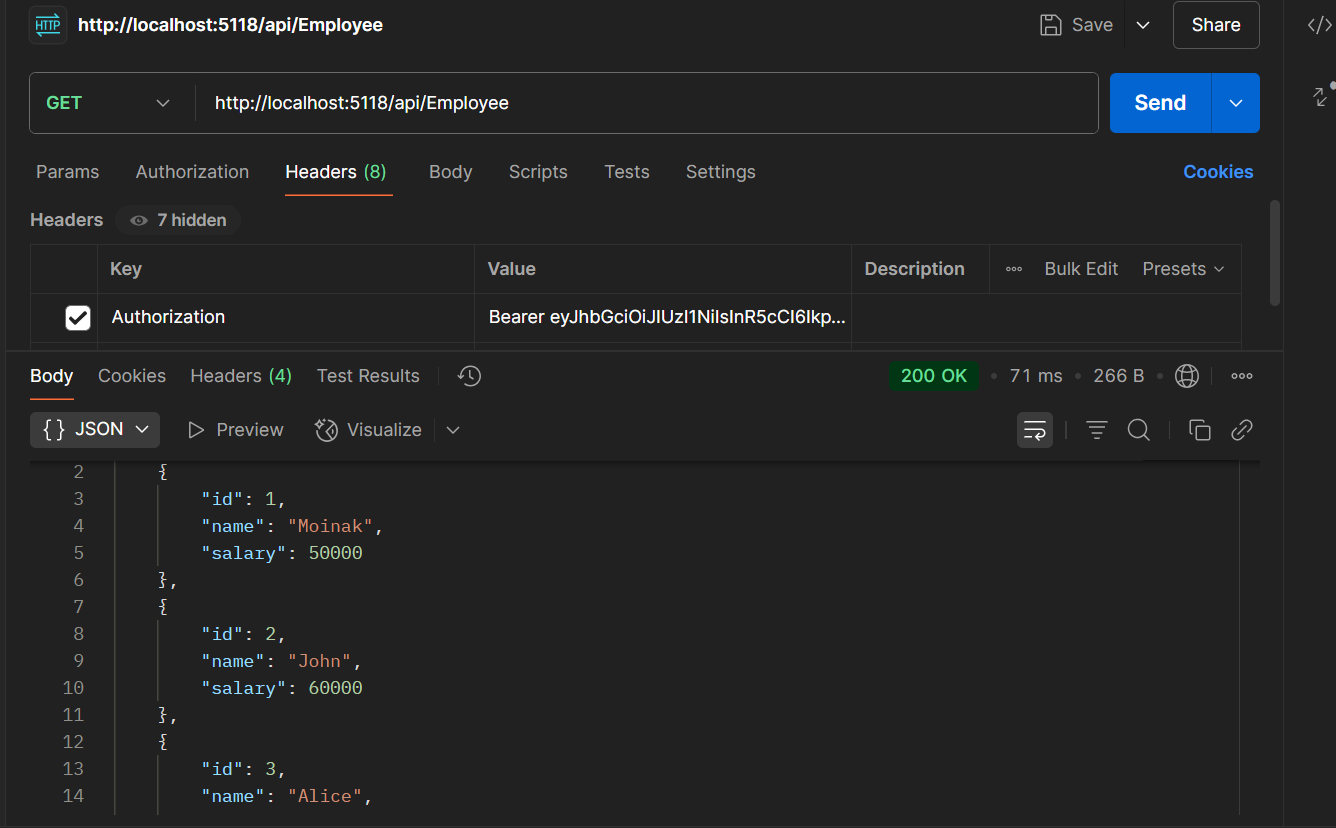 HTTP http://localhost:5118/api/Employee Save Share </>
GET http://localhost:5118/api/Employee Send
Params Authorization Headers (8) Body Scripts Tests Settings Cookies
Headers 7 hidden
Key Value Description Bulk Edit Presets
Authorization Bearer eyJhbGciOiJIUzI1NiIsInR5cCI6Ikp...
Body Cookies Headers (4) Test Results 200 OK • 71 ms • 266 B
{} JSON Preview Visualize
2 {
3 "id": 1,
4 "name": "Moinak",
5 "salary": 50000
6 },
7 {
8 "id": 2,
9 "name": "John",
10 "salary": 60000
11 },
12 {
13 "id": 3,
14 "name": "Alice",